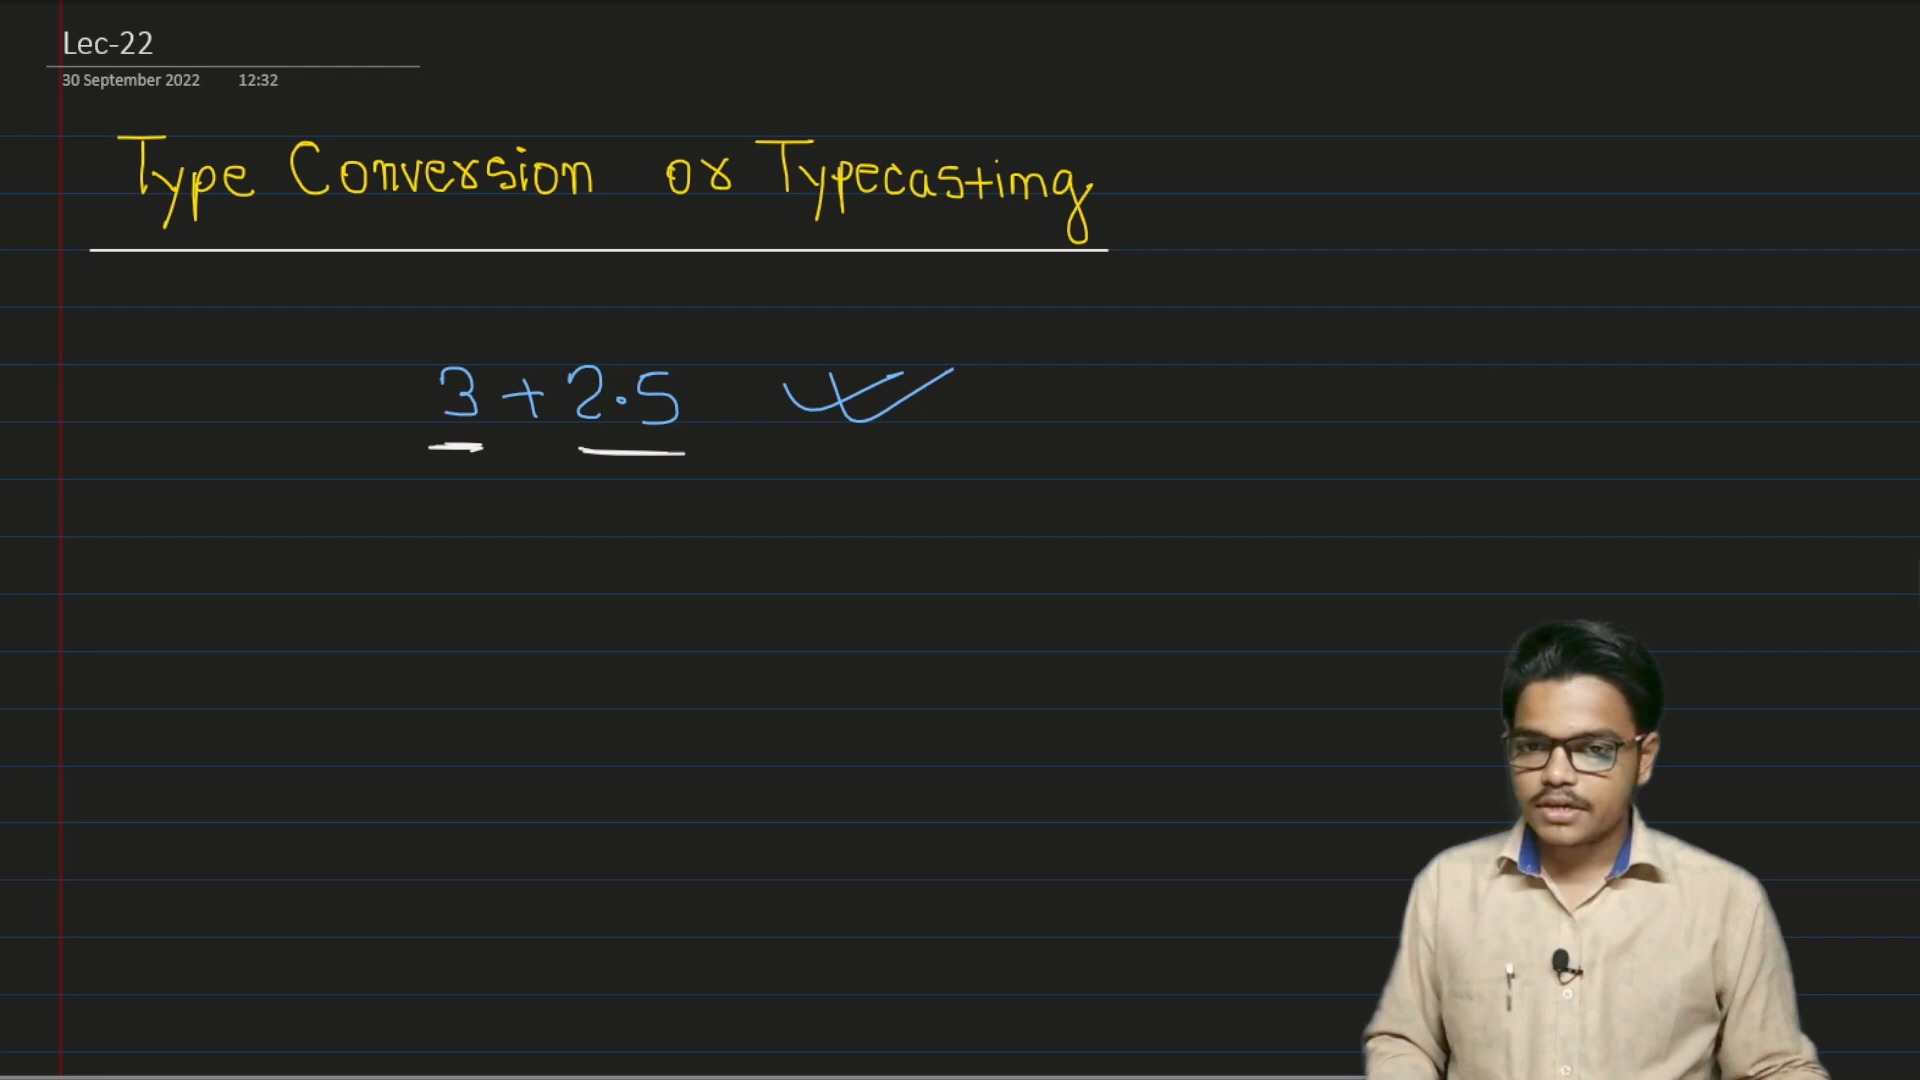 Lec-22
30 September 2022 12:32
Type Conversion or Typecasting
3 + 2.5